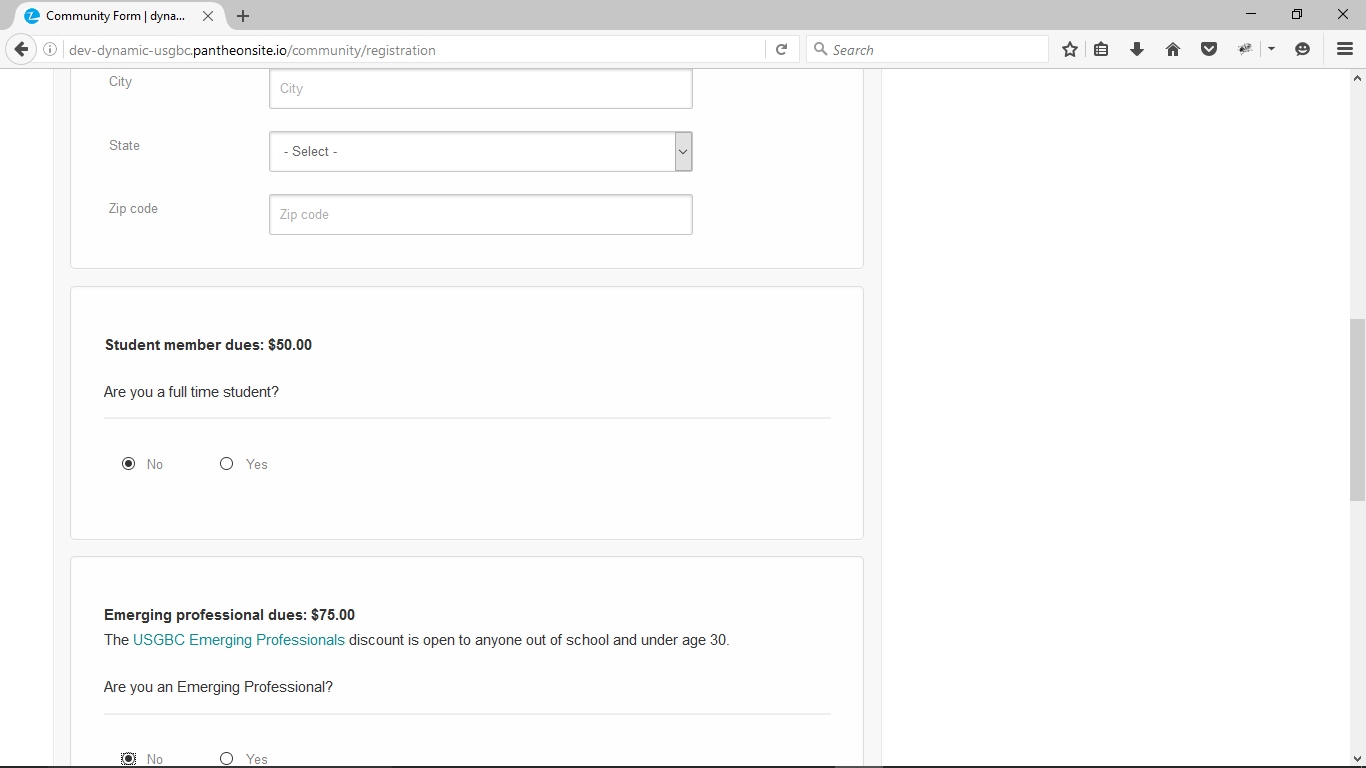 Community Form | dyna...
dev-dynamic-usgbc.pantheonsite.io/community/registration
Search
City
City
State
- Select -
Zip code
Zip code
Student member dues: $50.00
Are you a full time student?
No Yes
Emerging professional dues: $75.00
The USGBC Emerging Professionals discount is open to anyone out of school and under age 30.
Are you an Emerging Professional?
No Yes